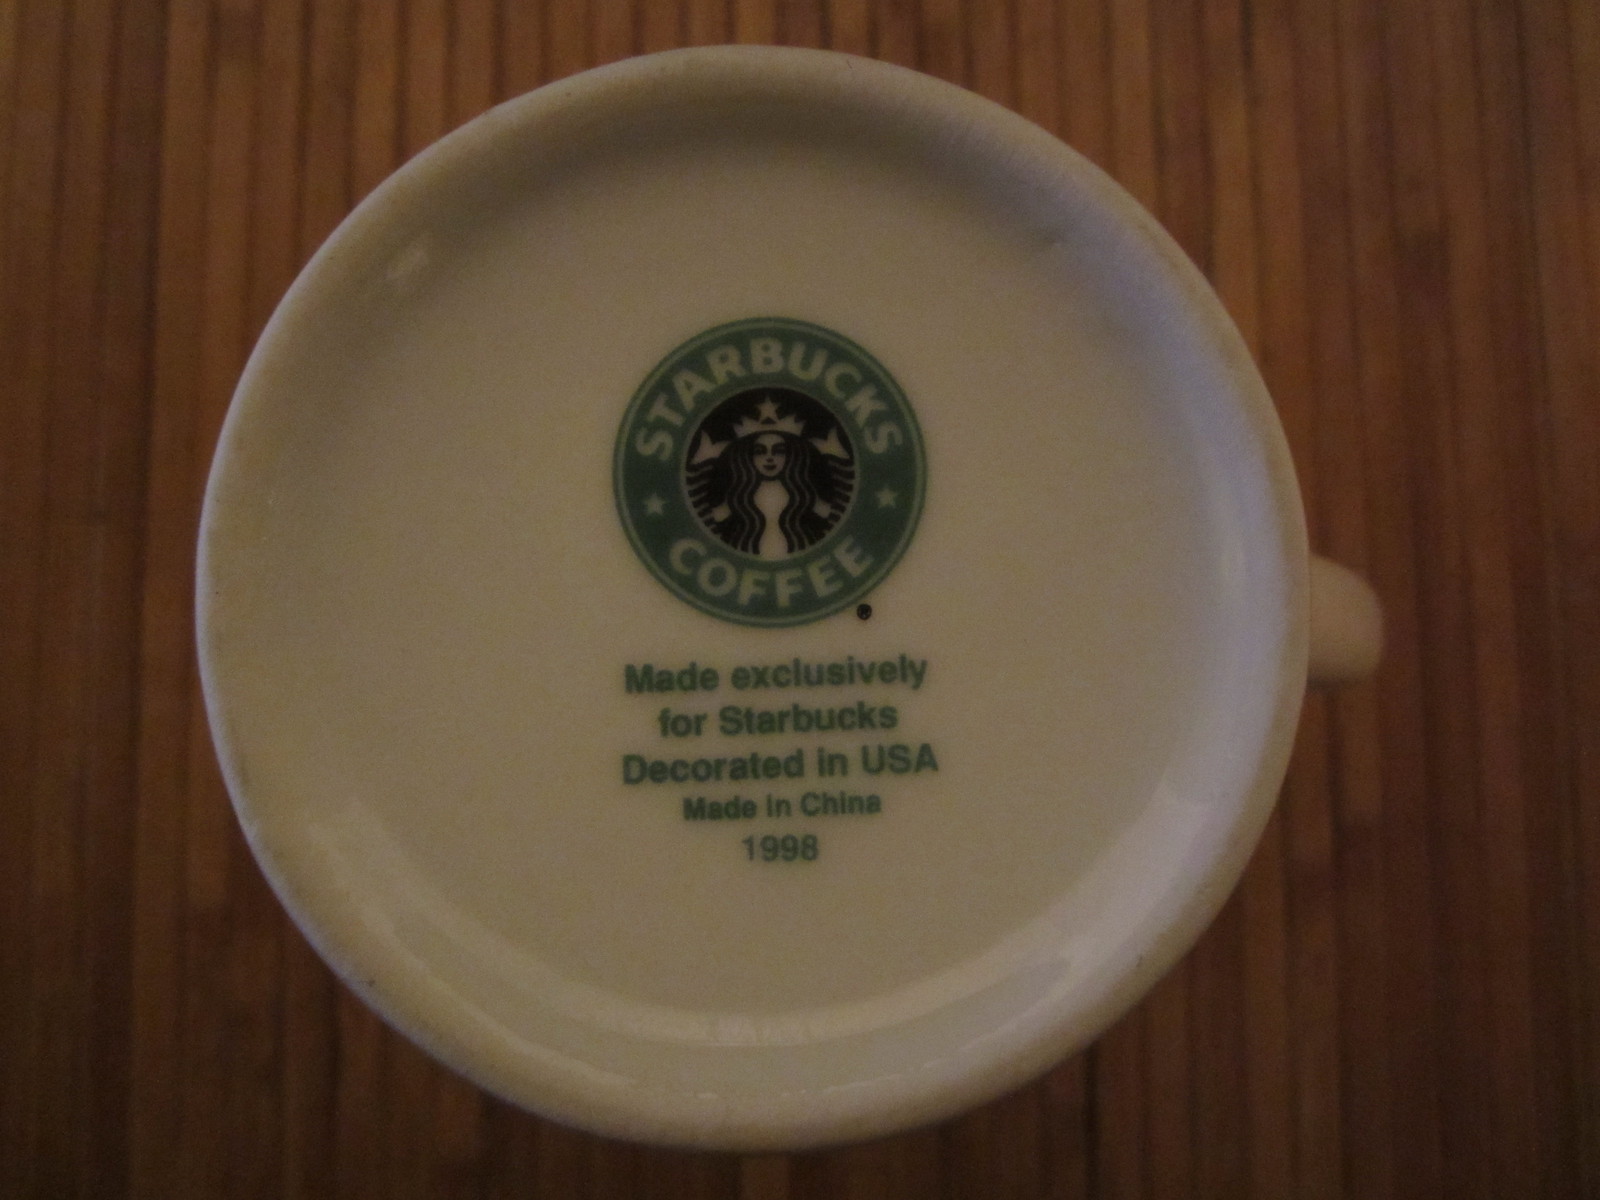 STARBUCKS
COFFEE
®
Made exclusively
for Starbucks
Decorated in USA
Made in China
1998